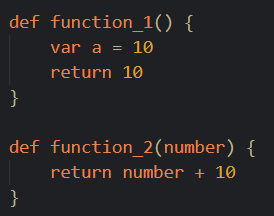 def function_1() {
    var a = 10
    return 10
}

def function_2(number) {
    return number + 10
}